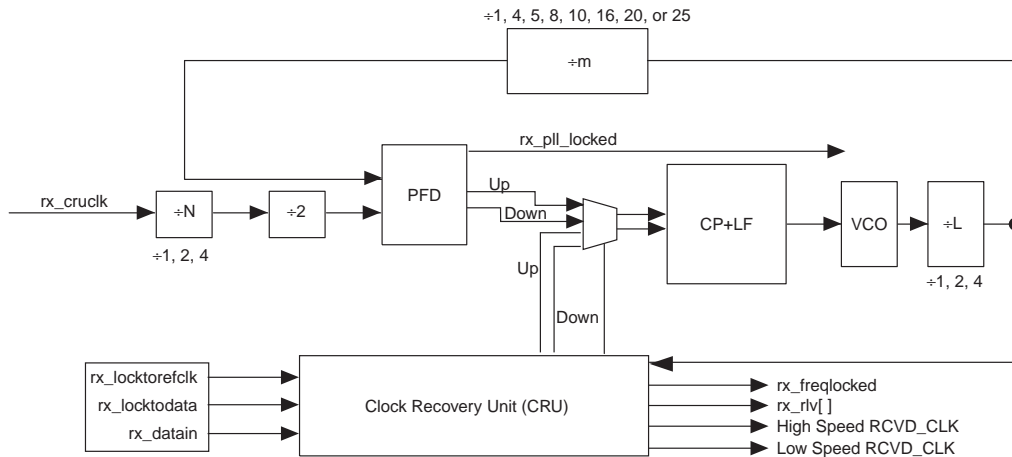 ÷1, 4, 5, 8, 10, 16, 20, or 25
÷m
rx_pll_locked
PFD
Up
Down
rx_cruclk
÷N
÷2
÷1, 2, 4
CP+LF
VCO
÷L
÷1, 2, 4
Up
Down
rx_locktorefclk
rx_locktodata
rx_datain
Clock Recovery Unit (CRU)
rx_freqlocked
rx_rlv[ ]
High Speed RCVD_CLK
Low Speed RCVD_CLK